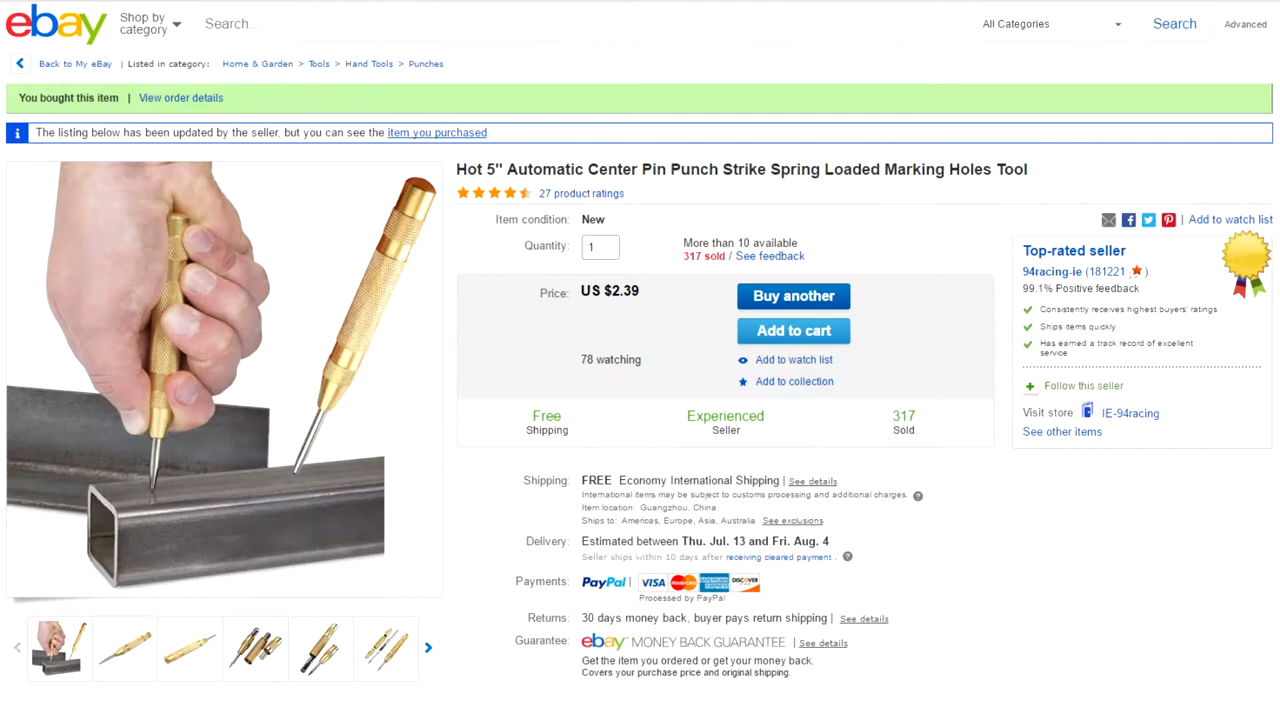 ebay
Shop by category
Search...
All Categories
Search
Advanced
Back to My eBay | Listed in category: Home & Garden > Tools > Hand Tools > Punches
You bought this item | View order details
i The listing below has been updated by the seller, but you can see the item you purchased.
Hot 5" Automatic Center Pin Punch Strike Spring Loaded Marking Holes Tool
27 product ratings
Item condition: New
| Add to watch list
Quantity: 1
More than 10 available
317 sold / See feedback
Price: US $2.39
Buy another
Add to cart
78 watching
Add to watch list
Add to collection
Free
Shipping
Experienced
Seller
317
Sold
Top-rated seller
94racing-ie (181221 )
99.1% Positive feedback
Consistently receives highest buyers' ratings
Ships items quickly
Has earned a track record of excellent
service
Follow this seller
Visit store: IE-94racing
See other items
Shipping: FREE Economy International Shipping | See details
International items may be subject to customs processing and additional charges. ?
Item location: Guangzhou, China
Ships to: Americas, Europe, Asia, Australia See exclusions
Delivery: Estimated between Thu. Jul. 13 and Fri. Aug. 4
Seller ships within 10 days after receiving cleared payment . ?
Payments: PayPal | VISA MasterCard AMERICAN EXPRESS DISCOVER
Processed by PayPal
Returns: 30 days money back, buyer pays return shipping | See details
Guarantee: ebay MONEY BACK GUARANTEE | See details
Get the item you ordered or get your money back.
Covers your purchase price and original shipping.